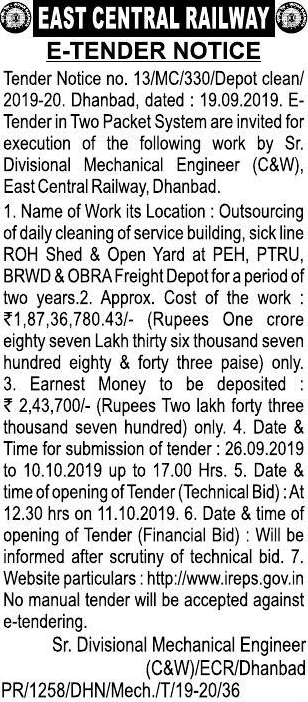 EAST CENTRAL RAILWAY
E-TENDER NOTICE
Tender Notice no. 13/MC/330/Depot clean/
2019-20. Dhanbad, dated : 19.09.2019. E-
Tender in Two Packet System are invited for
execution of the following work by Sr.
Divisional Mechanical Engineer (C&W),
East Central Railway, Dhanbad.
1. Name of Work its Location : Outsourcing
of daily cleaning of service building, sick line
ROH Shed & Open Yard at PEH, PTRU,
BRWD & OBRA Freight Depot for a period of
two years.2. Approx. Cost of the work :
₹1,87,36,780.43/- (Rupees One crore
eighty seven Lakh thirty six thousand seven
hundred eighty & forty three paise) only.
3. Earnest Money to be deposited :
₹ 2,43,700/- (Rupees Two lakh forty three
thousand seven hundred) only. 4. Date &
Time for submission of tender : 26.09.2019
to 10.10.2019 up to 17.00 Hrs. 5. Date &
time of opening of Tender (Technical Bid) : At
12.30 hrs on 11.10.2019. 6. Date & time of
opening of Tender (Financial Bid) : Will be
informed after scrutiny of technical bid. 7.
Website particulars : http://www.ireps.gov.in
No manual tender will be accepted against
e-tendering.
Sr. Divisional Mechanical Engineer
(C&W)/ECR/Dhanbad
PR/1258/DHN/Mech./T/19-20/36